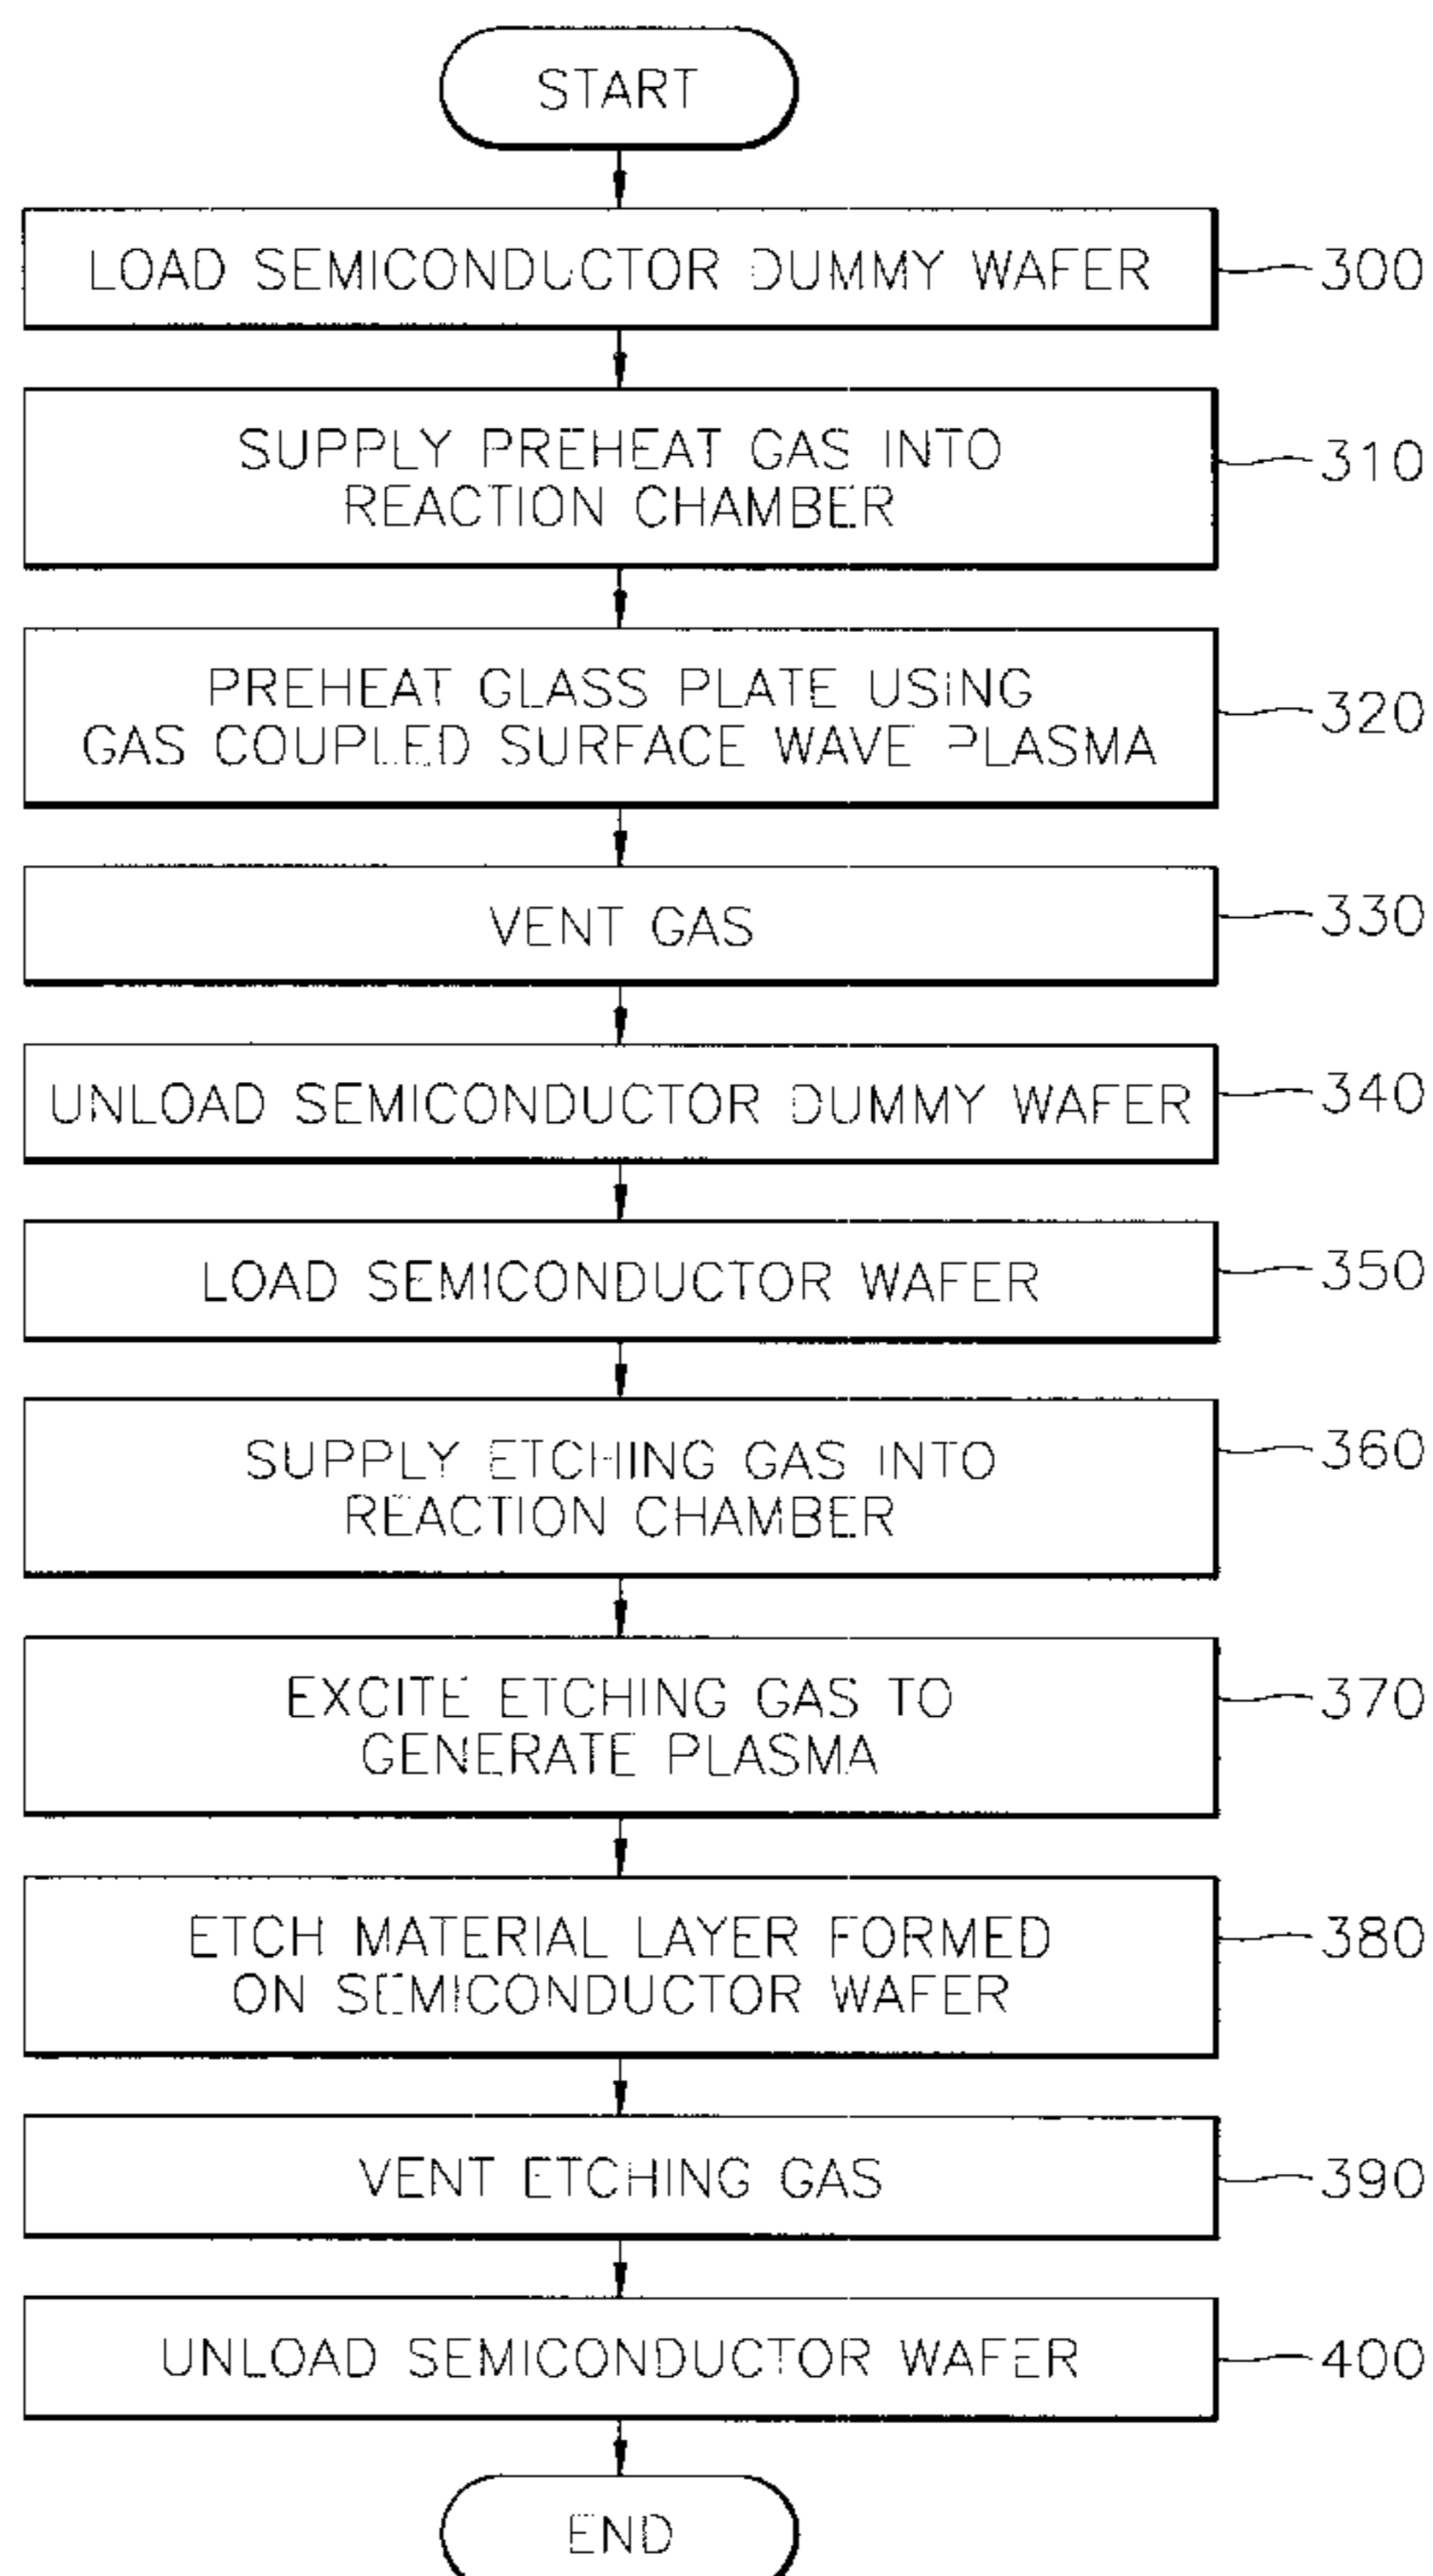 START
LOAD SEMICONDUCTOR DUMMY WAFER
300
SUPPLY PREHEAT GAS INTO
REACTION CHAMBER
310
PREHEAT GLASS PLATE USING
GAS COUPLED SURFACE WAVE PLASMA
320
VENT GAS
330
UNLOAD SEMICONDUCTOR DUMMY WAFER
340
LOAD SEMICONDUCTOR WAFER
350
SUPPLY ETCHING GAS INTO
REACTION CHAMBER
360
EXCITE ETCHING GAS TO
GENERATE PLASMA
370
ETCH MATERIAL LAYER FORMED
ON SEMICONDUCTOR WAFER
380
VENT ETCHING GAS
390
UNLOAD SEMICONDUCTOR WAFER
400
END